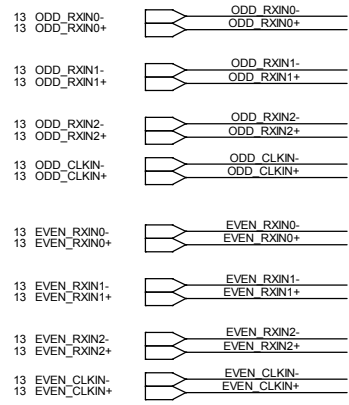 13 ODD_RXIN0- ODD_RXIN0-
13 ODD_RXIN0+ ODD_RXIN0+
13 ODD_RXIN1- ODD_RXIN1-
13 ODD_RXIN1+ ODD_RXIN1+
13 ODD_RXIN2- ODD_RXIN2-
13 ODD_RXIN2+ ODD_RXIN2+
13 ODD_CLKIN- ODD_CLKIN-
13 ODD_CLKIN+ ODD_CLKIN+
13 EVEN_RXIN0- EVEN_RXIN0-
13 EVEN_RXIN0+ EVEN_RXIN0+
13 EVEN_RXIN1- EVEN_RXIN1-
13 EVEN_RXIN1+ EVEN_RXIN1+
13 EVEN_RXIN2- EVEN_RXIN2-
13 EVEN_RXIN2+ EVEN_RXIN2+
13 EVEN_CLKIN- EVEN_CLKIN-
13 EVEN_CLKIN+ EVEN_CLKIN+